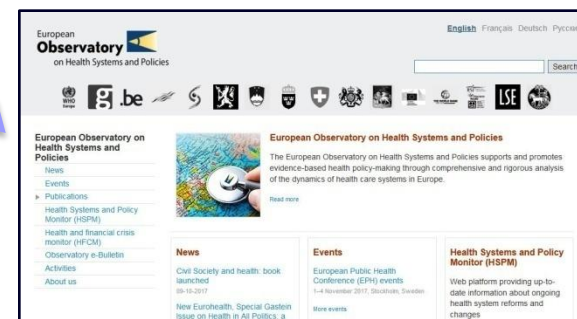 European
Observatory
on Health Systems and Policies
English Français Deutsch
Search
WHO
.be
LSE
European Observatory on
Health Systems and
Policies
News
Events
Publications
Health Systems and Policy
Monitor (HSPM)
Health and financial crisis
monitor (HFCM)
Observatory e-Bulletin
Activities
About us
European Observatory on Health Systems and Policies
The European Observatory on Health Systems and Policies supports and promotes
evidence-based health policy-making through comprehensive and rigorous analysis
of the dynamics of health care systems in Europe.
Read more
News
Civil Society and health: book
launched
09-10-2017
New Eurohealth, Special Gastein
Issue on Health in All Politics: a
Events
European Public Health
Conference (EPH) events
1–4 November 2017, Stockholm, Sweden
More events
Health Systems and Policy
Monitor (HSPM)
Web platform providing up-to-
date information about ongoing
health system reforms and
changes